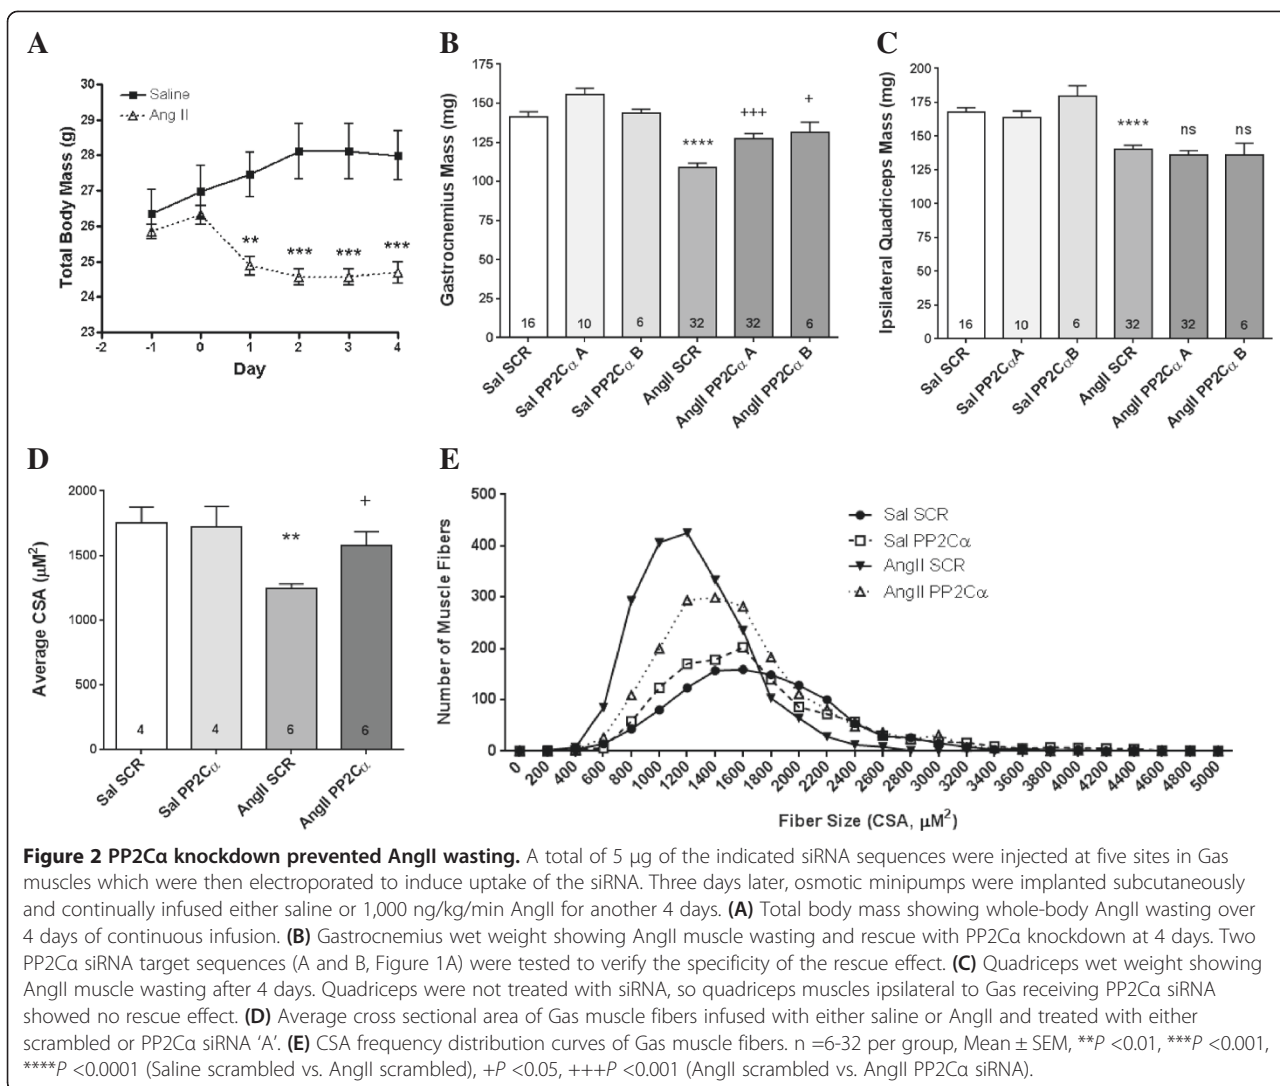 A
30
29
28
27
26
25
24
23
-2
-1
0
1
2
3
4
Total Body Mass (g)
Day
Saline
Ang II
**
***
***
***
B
175
150
125
100
75
50
25
0
Gastrocnemius Mass (mg)
****
+++
+
16
10
6
32
32
6
Sal SCR
Sal PP2Cα A
Sal PP2Cα B
AngII SCR
AngII PP2Cα A
AngII PP2Cα B
C
200
175
150
125
100
75
50
25
0
Ipsilateral Quadriceps Mass (mg)
****
ns
ns
16
10
6
32
32
6
Sal SCR
Sal PP2CαA
Sal PP2CαB
AngII SCR
AngII PP2Cα A
AngII PP2Cα B
D
2000
1500
1000
500
0
Average CSA (µM²)
**
+
4
4
6
6
Sal SCR
Sal PP2Cα
AngII SCR
AngII PP2Cα
E
500
400
300
200
100
0
Number of Muscle Fibers
Sal SCR
Sal PP2Cα
AngII SCR
AngII PP2Cα
0
200
400
600
800
1000
1200
1400
1600
1800
2000
2200
2400
2600
2800
3000
3200
3400
3600
3800
4000
4200
4400
4600
4800
5000
Fiber Size (CSA, µM²)
Figure 2 PP2Cα knockdown prevented AngII wasting. A total of 5 µg of the indicated siRNA sequences were injected at five sites in Gas
muscles which were then electroporated to induce uptake of the siRNA. Three days later, osmotic minipumps were implanted subcutaneously
and continually infused either saline or 1,000 ng/kg/min AngII for another 4 days. (A) Total body mass showing whole-body AngII wasting over
4 days of continuous infusion. (B) Gastrocnemius wet weight showing AngII muscle wasting and rescue with PP2Cα knockdown at 4 days. Two
PP2Cα siRNA target sequences (A and B, Figure 1A) were tested to verify the specificity of the rescue effect. (C) Quadriceps wet weight showing
AngII muscle wasting after 4 days. Quadriceps were not treated with siRNA, so quadriceps muscles ipsilateral to Gas receiving PP2Cα siRNA
showed no rescue effect. (D) Average cross sectional area of Gas muscle fibers infused with either saline or AngII and treated with either
scrambled or PP2Cα siRNA ‘A’. (E) CSA frequency distribution curves of Gas muscle fibers. n =6-32 per group, Mean ± SEM, **P <0.01, ***P <0.001,
****P <0.0001 (Saline scrambled vs. AngII scrambled), +P <0.05, +++P <0.001 (AngII scrambled vs. AngII PP2Cα siRNA).